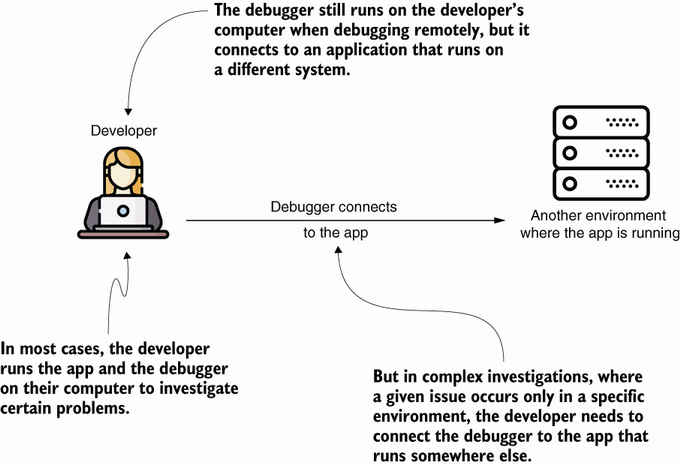 The debugger still runs on the developer's
computer when debugging remotely, but it
connects to an application that runs on
a different system.
Developer
Debugger connects
to the app
Another environment
where the app is running
In most cases, the developer
runs the app and the debugger
on their computer to investigate
certain problems.
But in complex investigations, where
a given issue occurs only in a specific
environment, the developer needs to
connect the debugger to the app that
runs somewhere else.